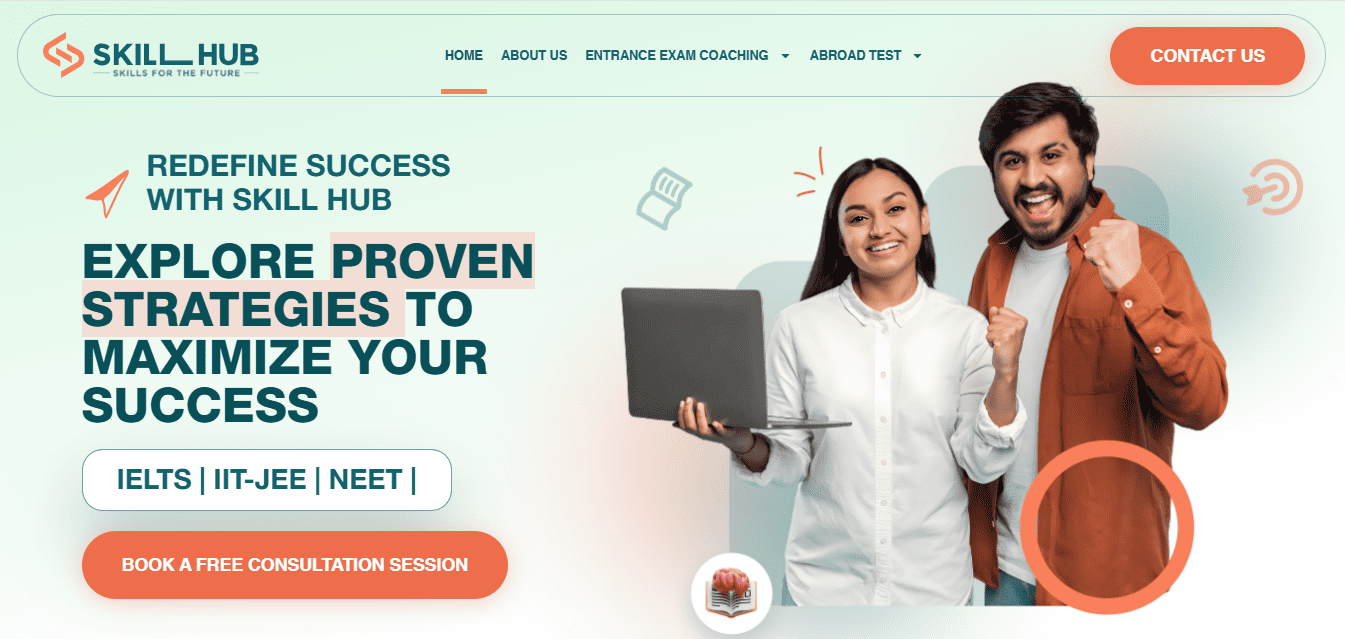 SKILL HUB
SKILLS FOR THE FUTURE
HOME
ABOUT US
ENTRANCE EXAM COACHING
ABROAD TEST
CONTACT US
REDEFINE SUCCESS
WITH SKILL HUB
EXPLORE PROVEN
STRATEGIES TO
MAXIMIZE YOUR
SUCCESS
IELTS | IIT-JEE | NEET |
BOOK A FREE CONSULTATION SESSION